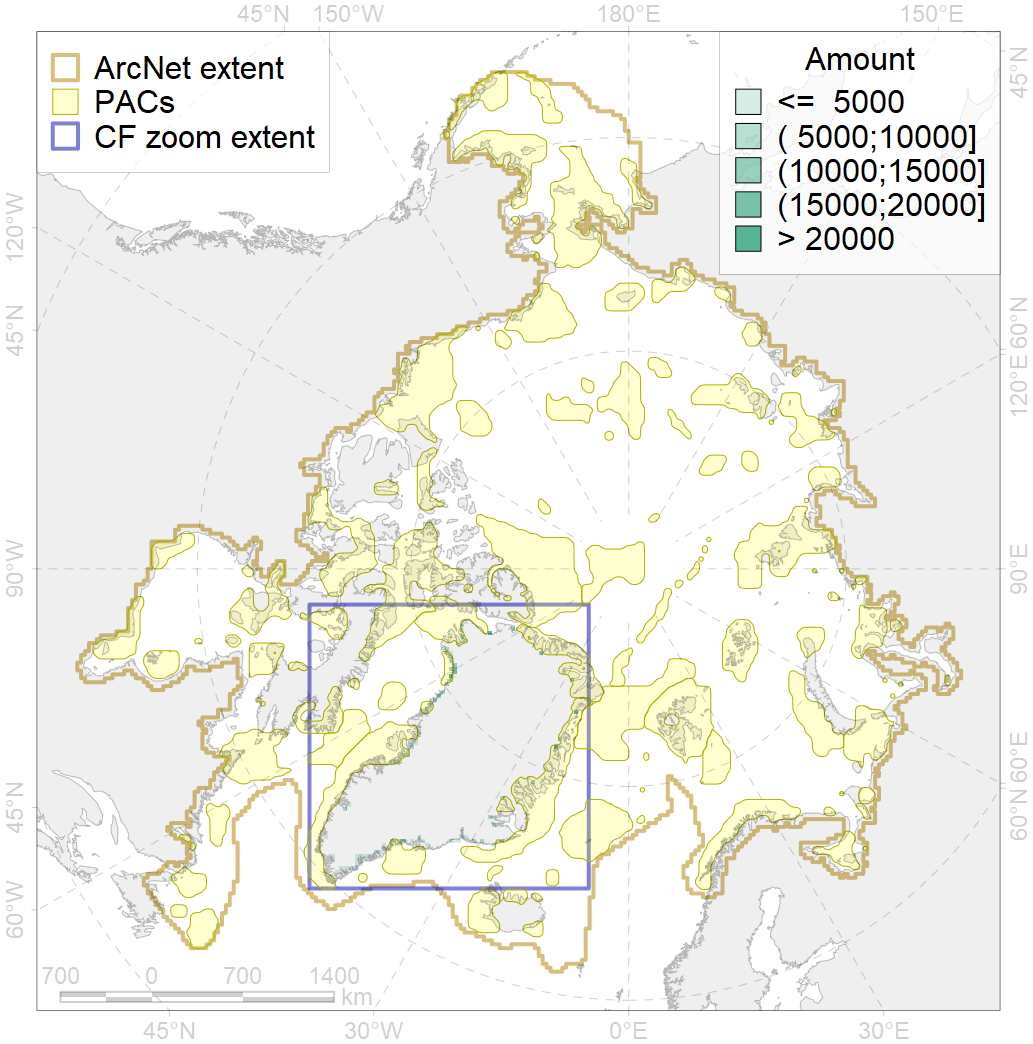 45°N 150°W 180°E 150°E
ArcNet extent
PACs
CF zoom extent
Amount
<= 5000
( 5000;10000]
(10000;15000]
(15000;20000]
> 20000
45°N
120°W
45°N
60°N
120°E
90°W
90°E
45°N
60°E
60°N
60°W
700 0 700 1400
km
45°N 30°W 0°E 30°E